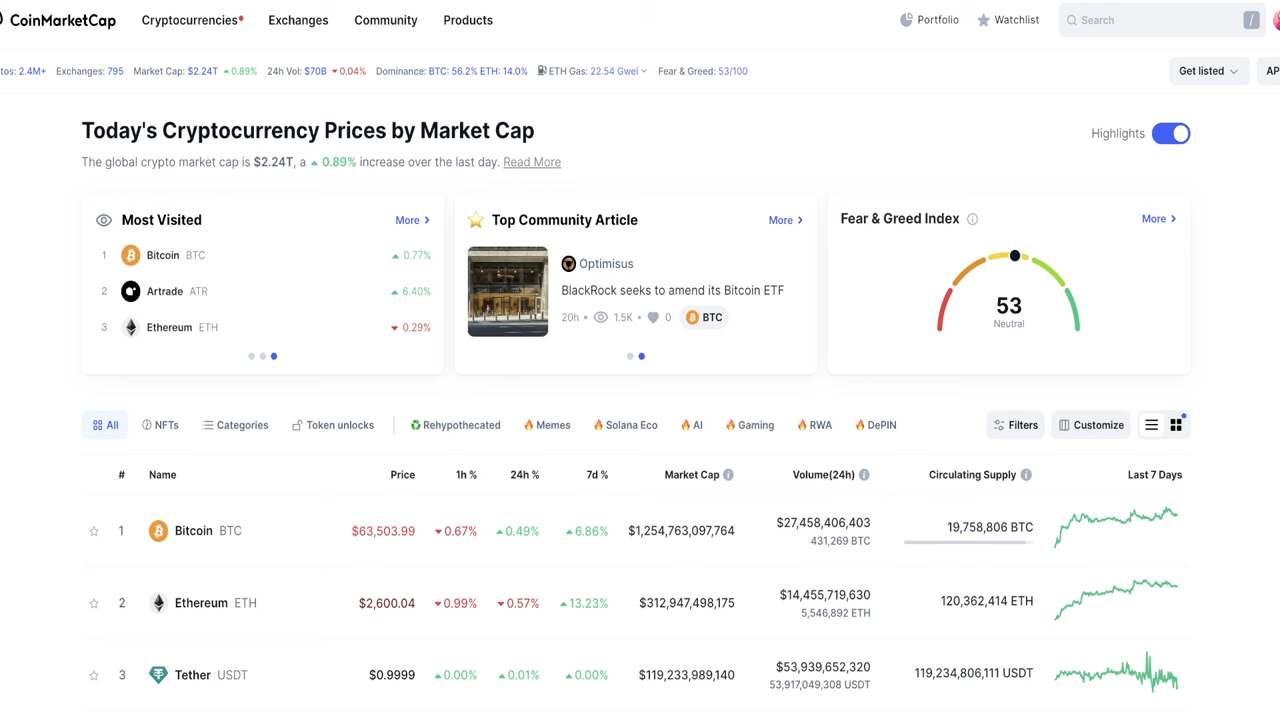 CoinMarketCap Cryptocurrencies Exchanges Community Products Portfolio Watchlist Search /
tos: 2.4M+ Exchanges: 795 Market Cap: $2.24T 0.89% 24h Vol: $70B 0.04% Dominance: BTC: 56.2% ETH: 14.0% ETH Gas: 22.54 Gwei Fear & Greed: 53/100 Get listed AP
Today's Cryptocurrency Prices by Market Cap Highlights
The global crypto market cap is $2.24T, a 0.89% increase over the last day. Read More
Most Visited More
1 Bitcoin BTC 0.77%
2 Artrade ATR 6.40%
3 Ethereum ETH 0.29%
Top Community Article More
Optimisus
BlackRock seeks to amend its Bitcoin ETF
20h • 1.5K • 0 BTC
Fear & Greed Index More
53
Neutral
All NFTs Categories Token unlocks Rehypothecated Memes Solana Eco AI Gaming RWA DePIN Filters Customize
# Name Price 1h % 24h % 7d % Market Cap Volume(24h) Circulating Supply Last 7 Days
1 Bitcoin BTC $63,503.99 0.67% 0.49% 6.86% $1,254,763,097,764 $27,458,406,403 19,758,806 BTC
431,269 BTC
2 Ethereum ETH $2,600.04 0.99% 0.57% 13.23% $312,947,498,175 $14,455,719,630 120,362,414 ETH
5,546,892 ETH
3 Tether USDT $0.9999 0.00% 0.01% 0.00% $119,233,989,140 $53,939,652,320 119,234,806,111 USDT
53,917,049,308 USDT